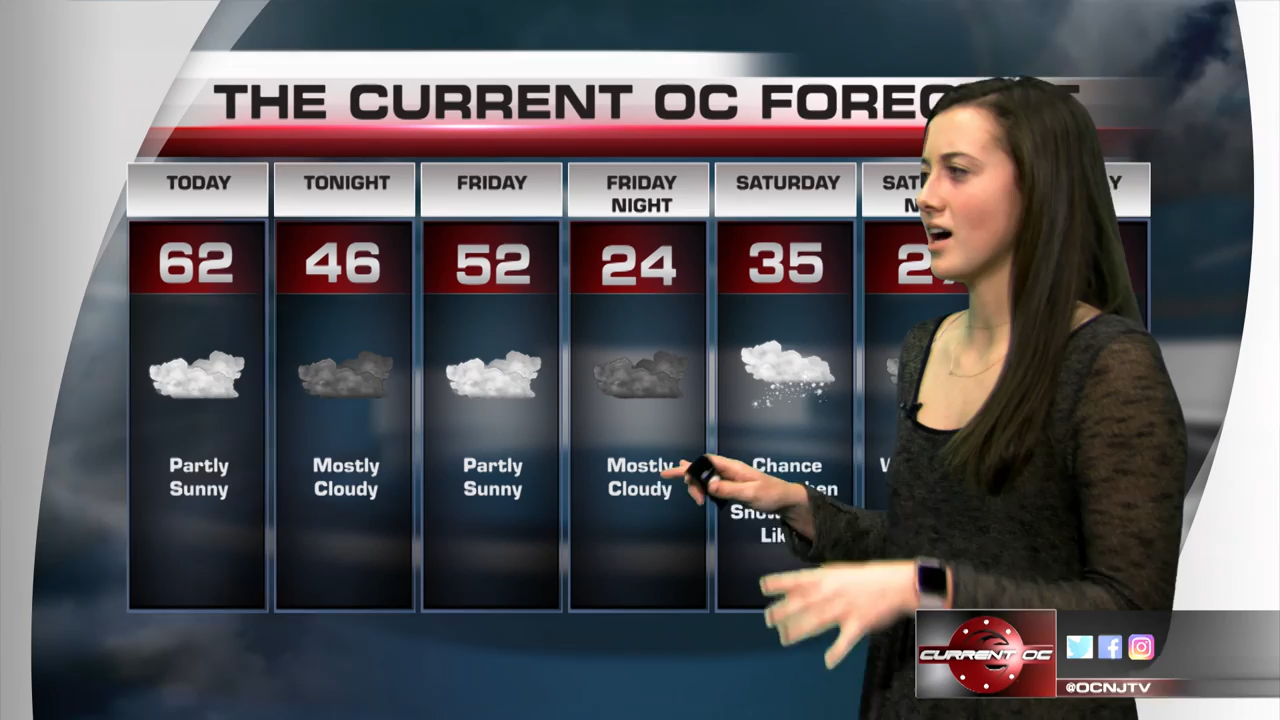 THE CURRENT OC
TODAY
TONIGHT
FRIDAY
FRIDAY
NIGHT
SATURDAY
62
46
52
24
35
Partly
Sunny
Mostly
Cloudy
Partly
Sunny
Mostly
Cloudy
Chance
CURRENT OC
@OCNJTV